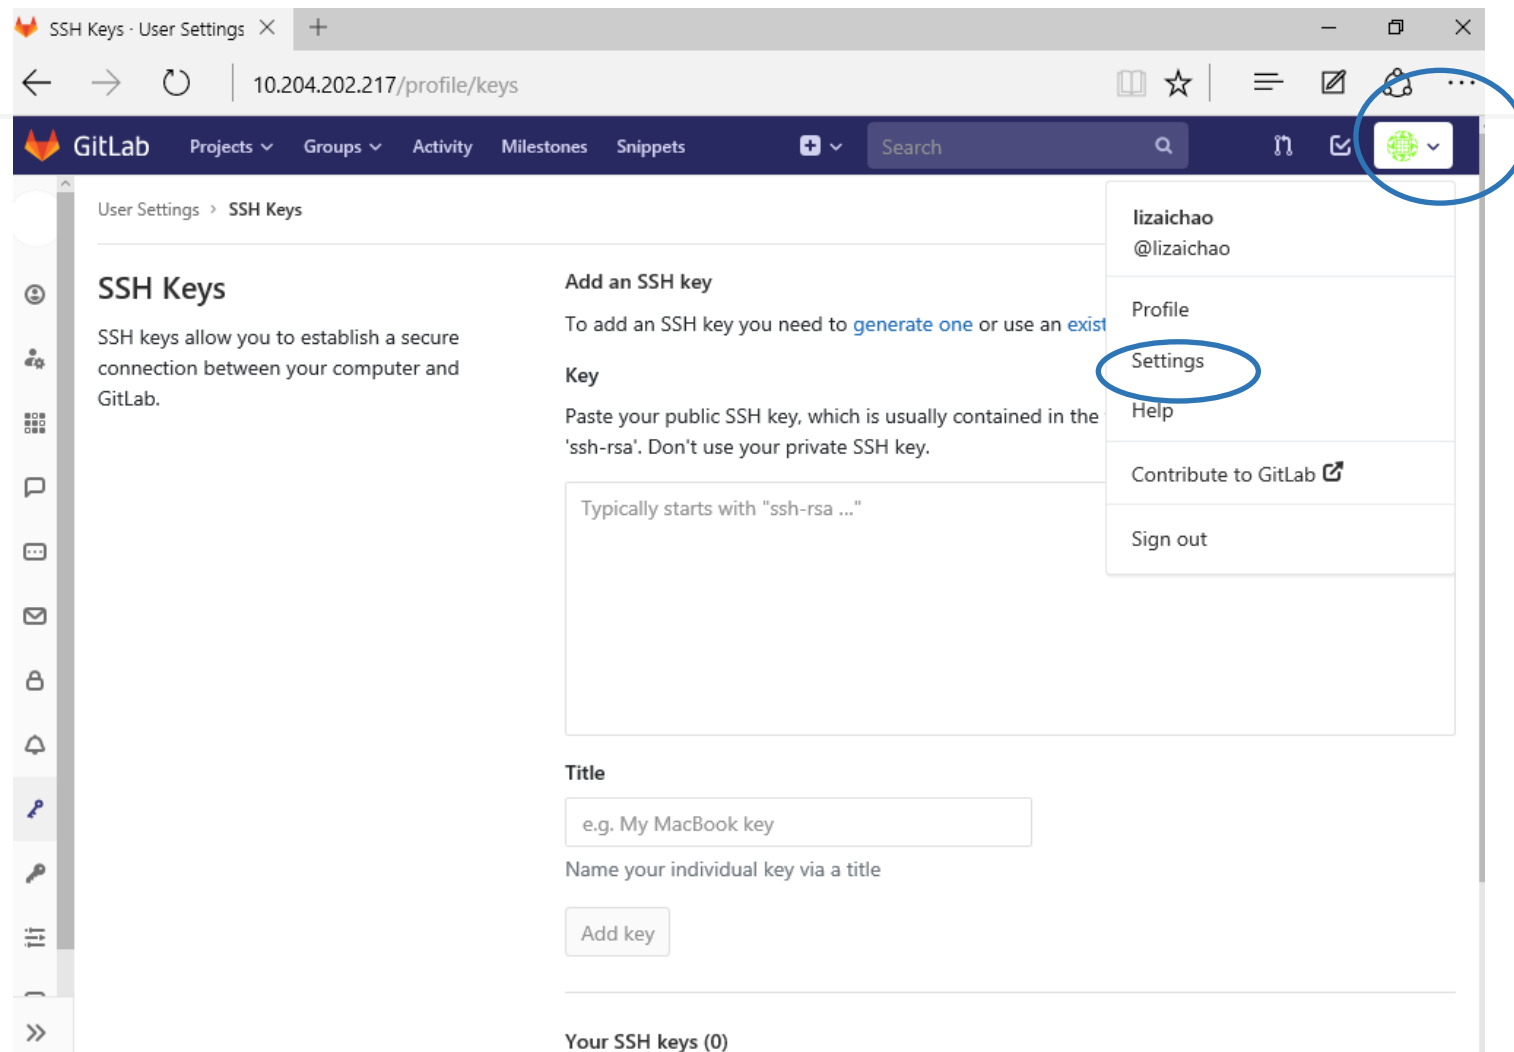 SSH Keys · User Settings
10.204.202.217/profile/keys
GitLab Projects Groups Activity Milestones Snippets Search
User Settings > SSH Keys
lizaichao
@lizaichao
Profile
Settings
Help
Contribute to GitLab
Sign out
SSH Keys
SSH keys allow you to establish a secure
connection between your computer and
GitLab.
Add an SSH key
To add an SSH key you need to generate one or use an exist
Key
Paste your public SSH key, which is usually contained in the
'ssh-rsa'. Don't use your private SSH key.
Typically starts with "ssh-rsa ..."
Title
e.g. My MacBook key
Name your individual key via a title
Add key
Your SSH keys (0)